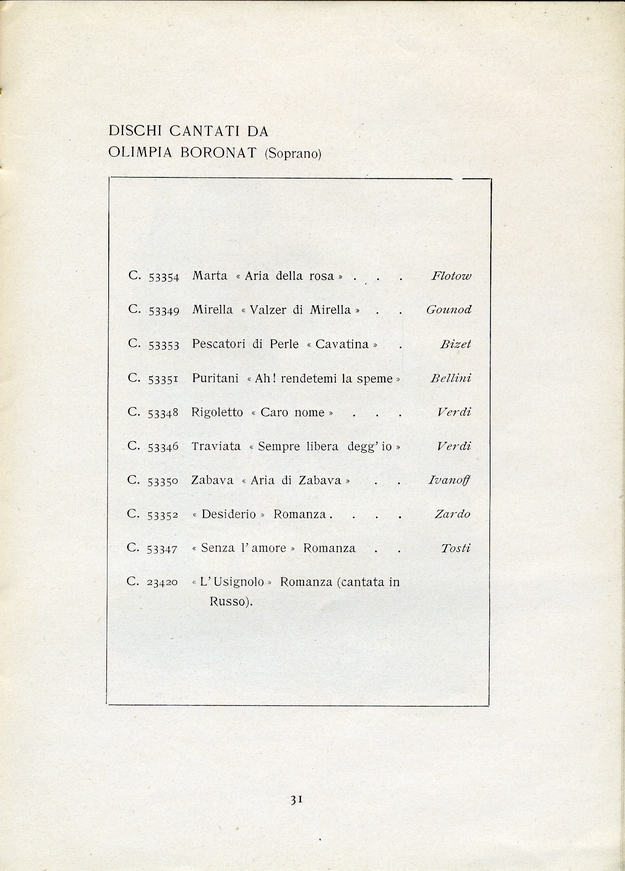 DISCHI CANTATI DA
OLIMPIA BORONAT (Soprano)
C. 53354 Marta « Aria della rosa » . . . Flotow
C. 53349 Mirella « Valzer di Mirella » . . Gounod
C. 53353 Pescatori di Perle « Cavatina » . Bizet
C. 53351 Puritani « Ah! rendetemi la speme » Bellini
C. 53348 Rigoletto « Caro nome » . . . Verdi
C. 53346 Traviata « Sempre libera degg' io » Verdi
C. 53350 Zabava « Aria di Zabava » . . Ivanoff
C. 53352 « Desiderio » Romanza . . . . Zardo
C. 53347 « Senza l'amore » Romanza . . Tosti
C. 23420 « L'Usignolo » Romanza (cantata in
Russo).
31